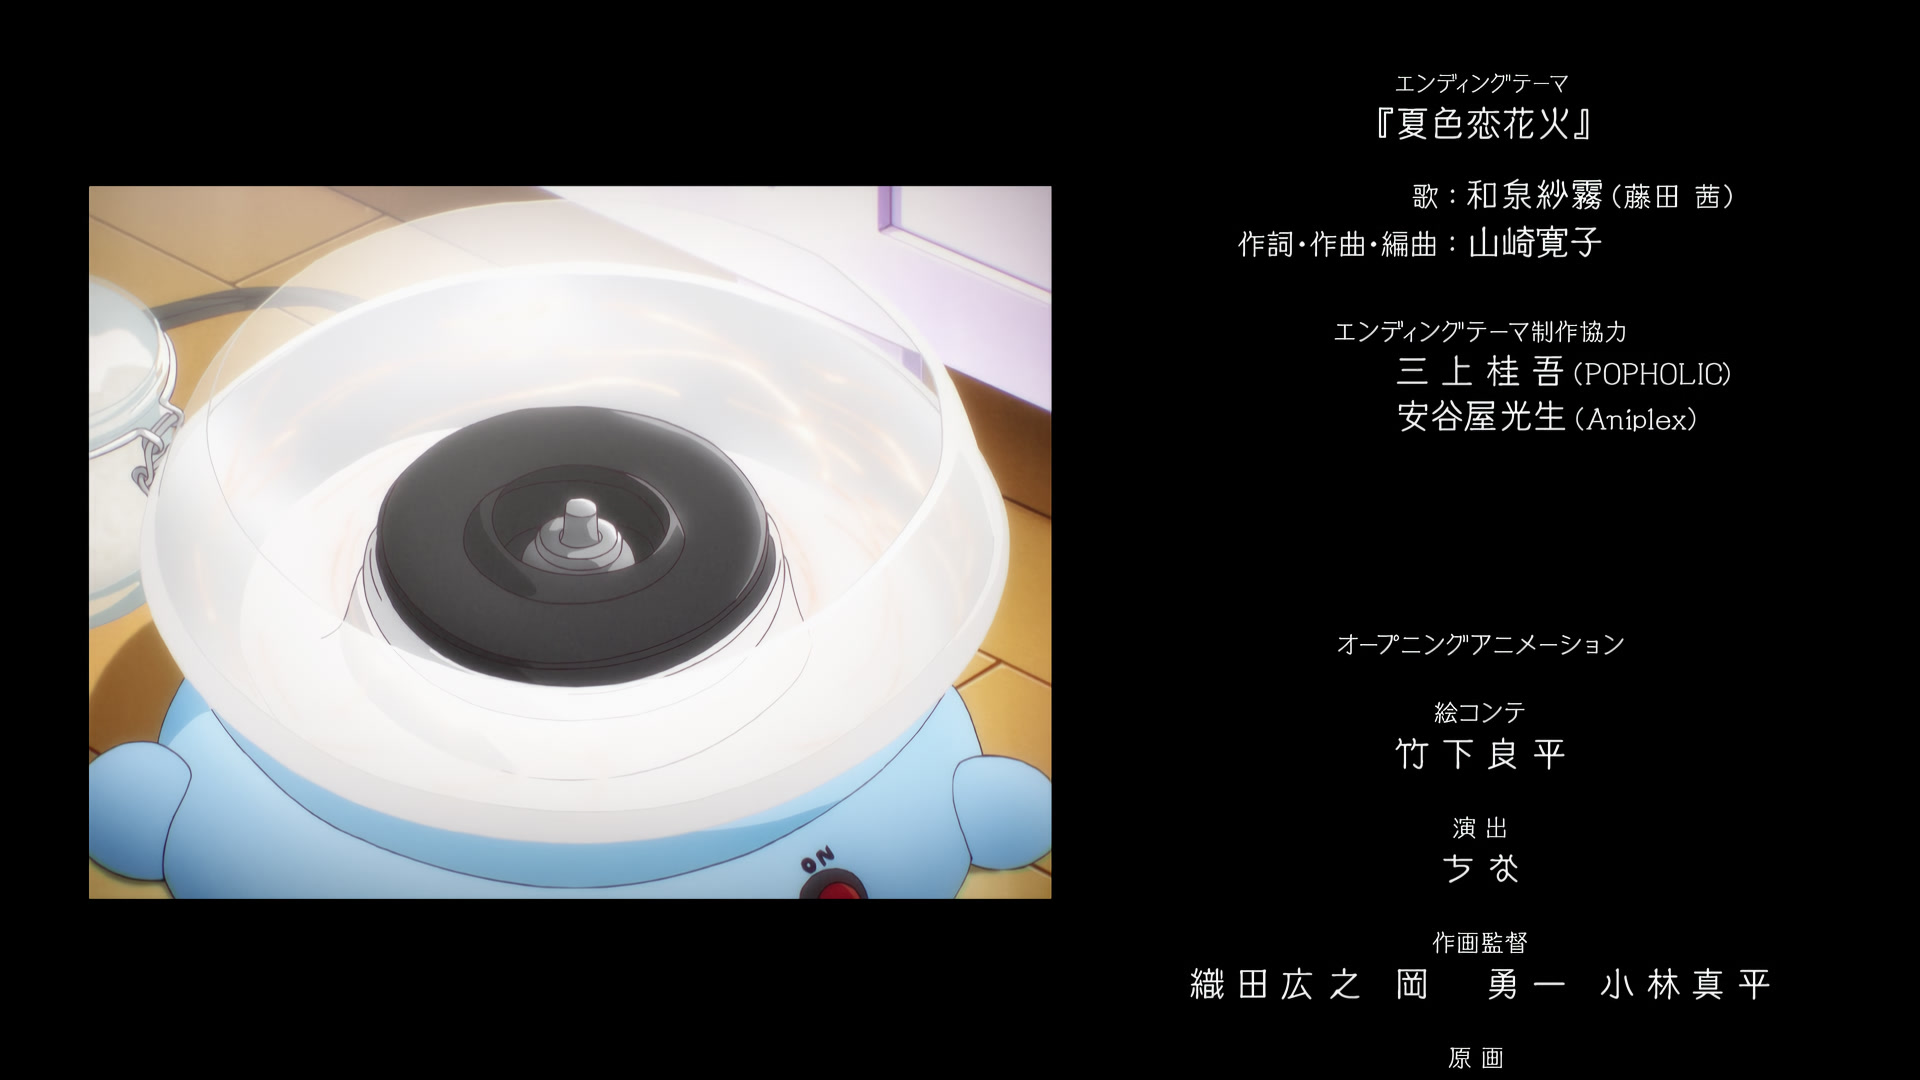 エンディングテーマ
『夏色恋花火』
歌：和泉紗霧（藤田 茜）
作詞・作曲・編曲：山崎寛子
エンディングテーマ制作協力
三上桂吾（POPHOLIC）
安谷屋光生（Aniplex）
オープニングアニメーション
絵コンテ
竹下良平
演出
ちな
作画監督
織田広之 岡 勇一 小林真平
原画
ON